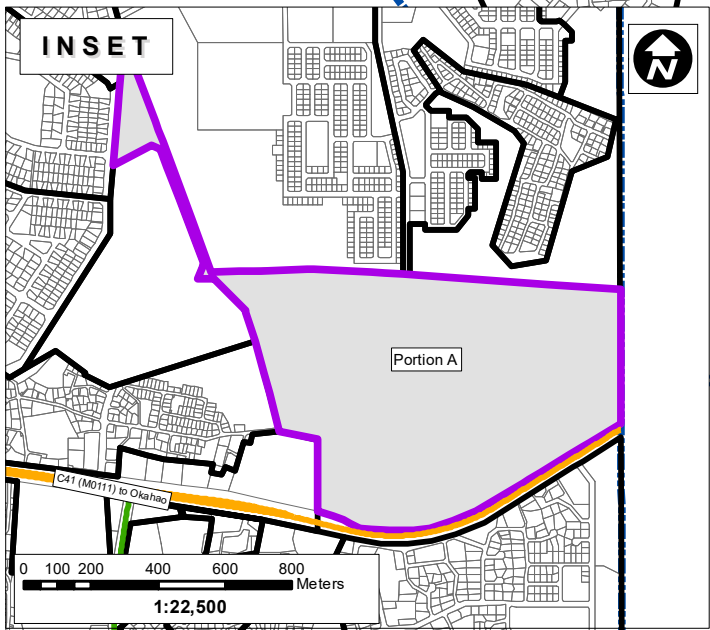 INSET
N
Portion A
C41 (M0111) to Okahao
0 100 200 400 600 800
Meters
1:22,500